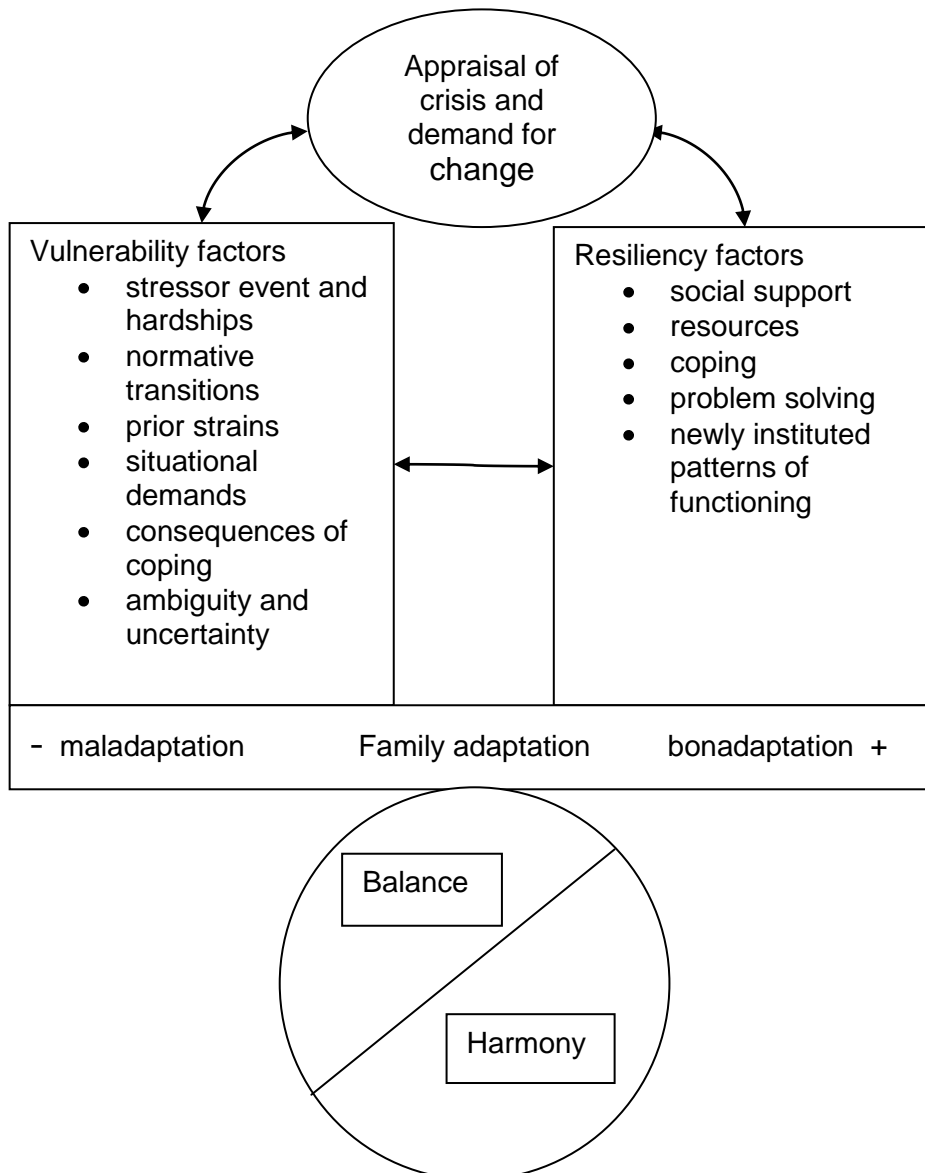 Appraisal of
crisis and
demand for
change
Vulnerability factors
• stressor event and
hardships
• normative
transitions
• prior strains
• situational
demands
• consequences of
coping
• ambiguity and
uncertainty
Resiliency factors
• social support
• resources
• coping
• problem solving
• newly instituted
patterns of
functioning
- maladaptation Family adaptation bonadaptation +
Balance
Harmony